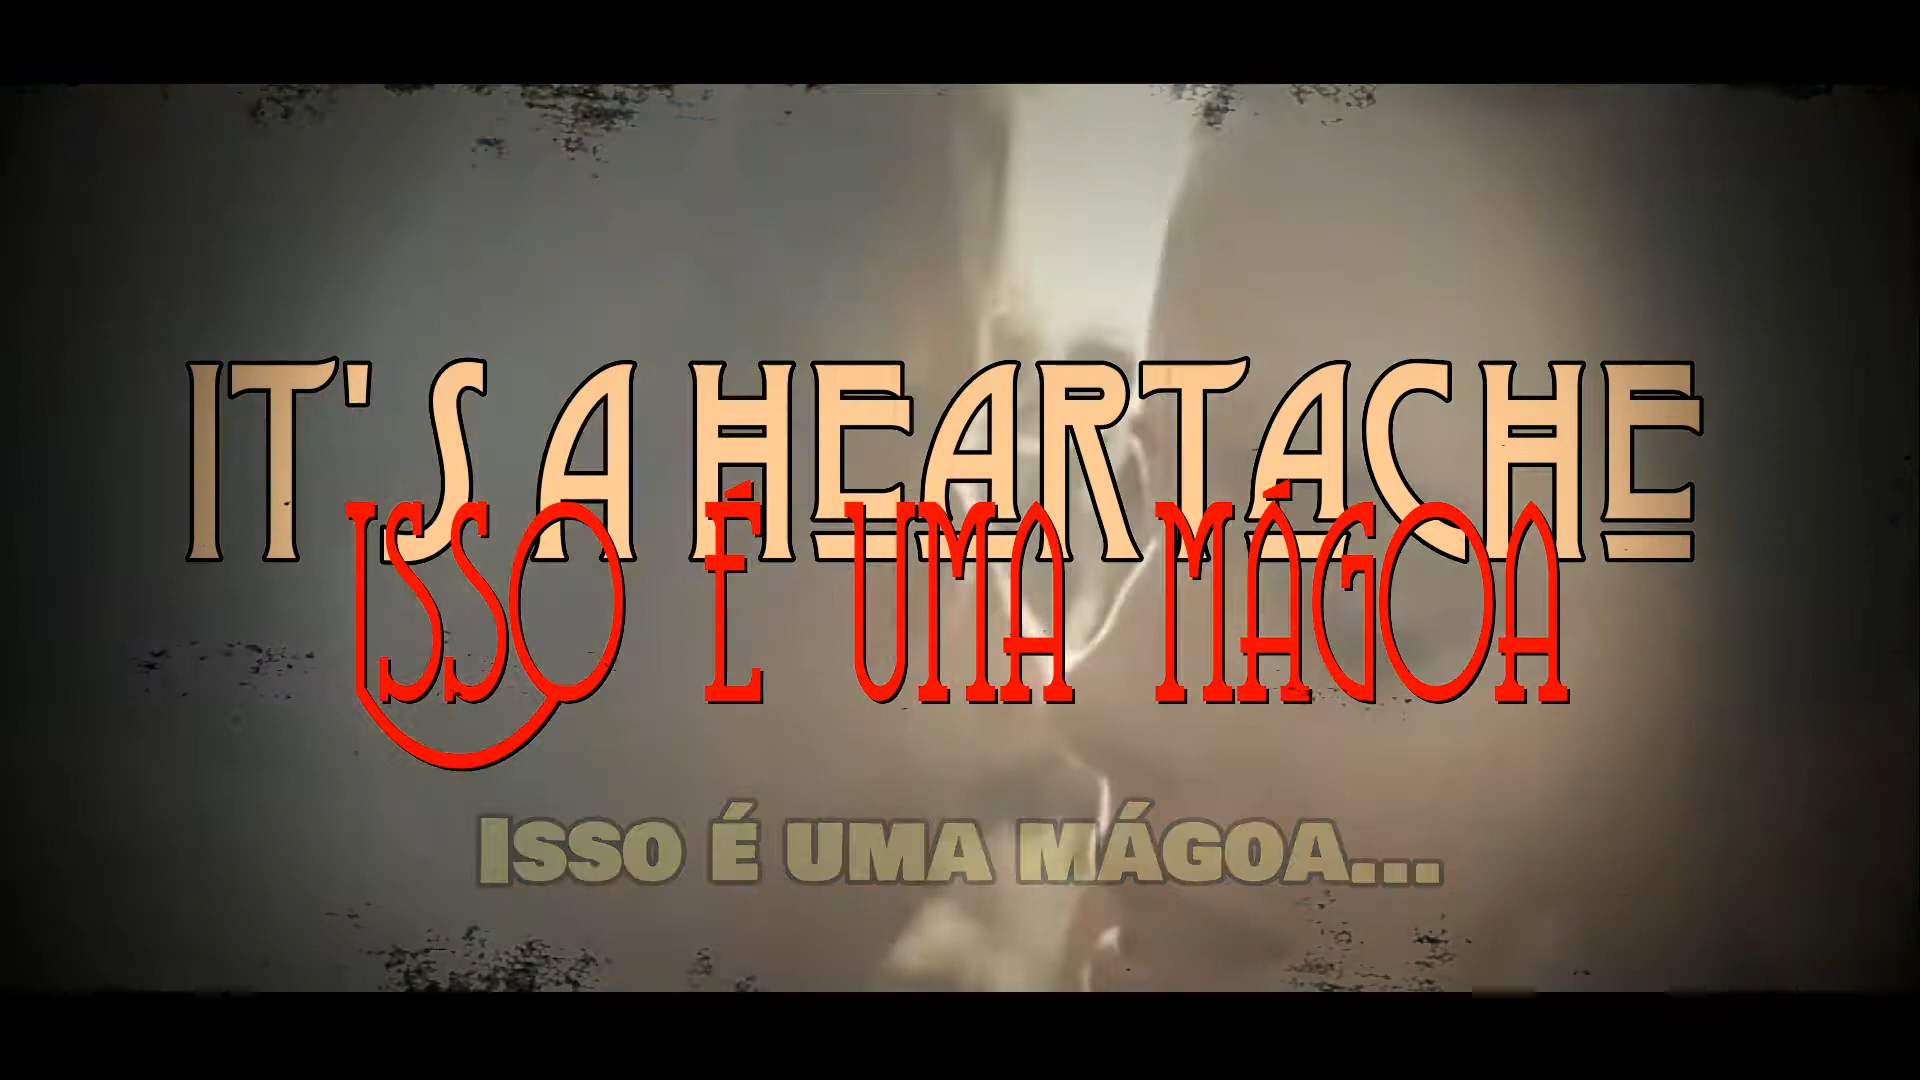 IT'S A HEARTACHE
ISSO É UMA MÁGOA
ISSO É UMA MÁGOA...